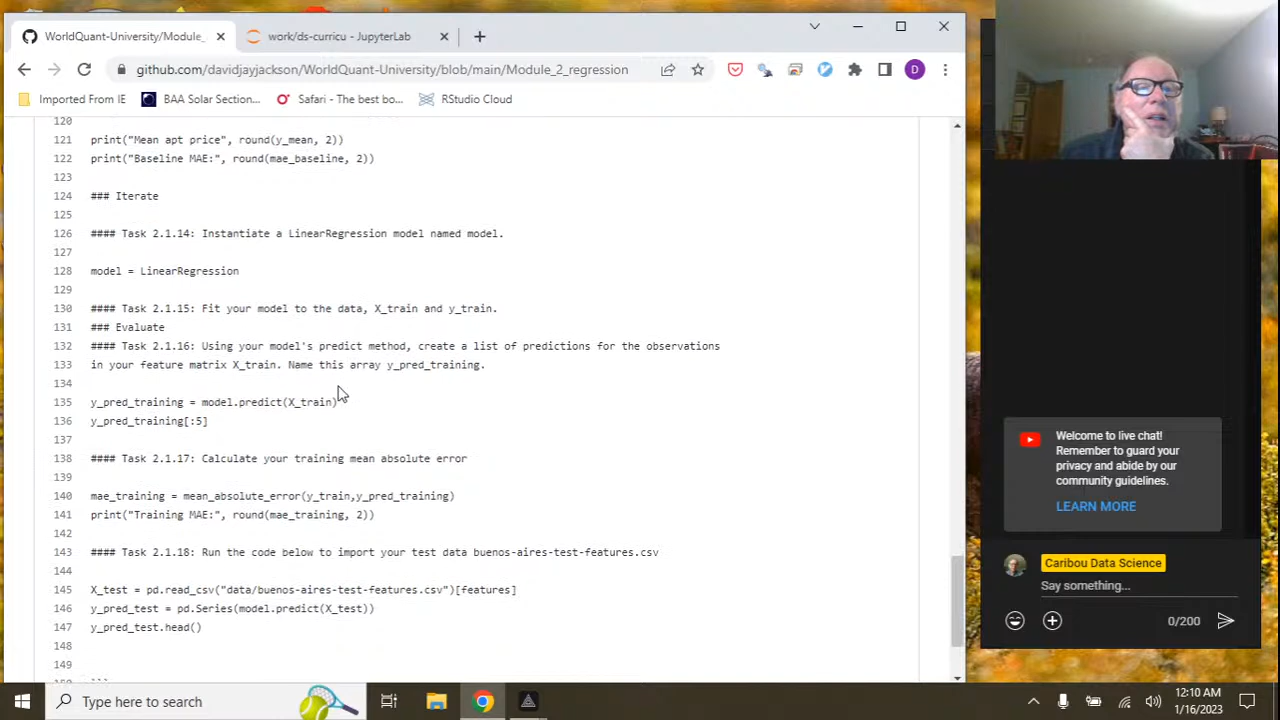 WorldQuant-University/Module_
work/ds-curricu - JupyterLab
github.com/davidjayjackson/WorldQuant-University/blob/main/Module_2_regression
D
Imported From IE
BAA Solar Section...
Safari - The best bo...
RStudio Cloud
120
121 print("Mean apt price", round(y_mean, 2))
122 print("Baseline MAE:", round(mae_baseline, 2))
123
124 ### Iterate
125
126 #### Task 2.1.14: Instantiate a LinearRegression model named model.
127
128 model = LinearRegression
129
130 #### Task 2.1.15: Fit your model to the data, X_train and y_train.
131 ### Evaluate
132 #### Task 2.1.16: Using your model's predict method, create a list of predictions for the observations
133 in your feature matrix X_train. Name this array y_pred_training.
134
135 y_pred_training = model.predict(X_train)
136 y_pred_training[:5]
137
138 #### Task 2.1.17: Calculate your training mean absolute error
139
140 mae_training = mean_absolute_error(y_train,y_pred_training)
141 print("Training MAE:", round(mae_training, 2))
142
143 #### Task 2.1.18: Run the code below to import your test data buenos-aires-test-features.csv
144
145 X_test = pd.read_csv("data/buenos-aires-test-features.csv")[features]
146 y_pred_test = pd.Series(model.predict(X_test))
147 y_pred_test.head()
148
149
Welcome to live chat!
Remember to guard your
privacy and abide by our
community guidelines.
LEARN MORE
Caribou Data Science
Say something...
0/200
Type here to search
12:10 AM
1/16/2023